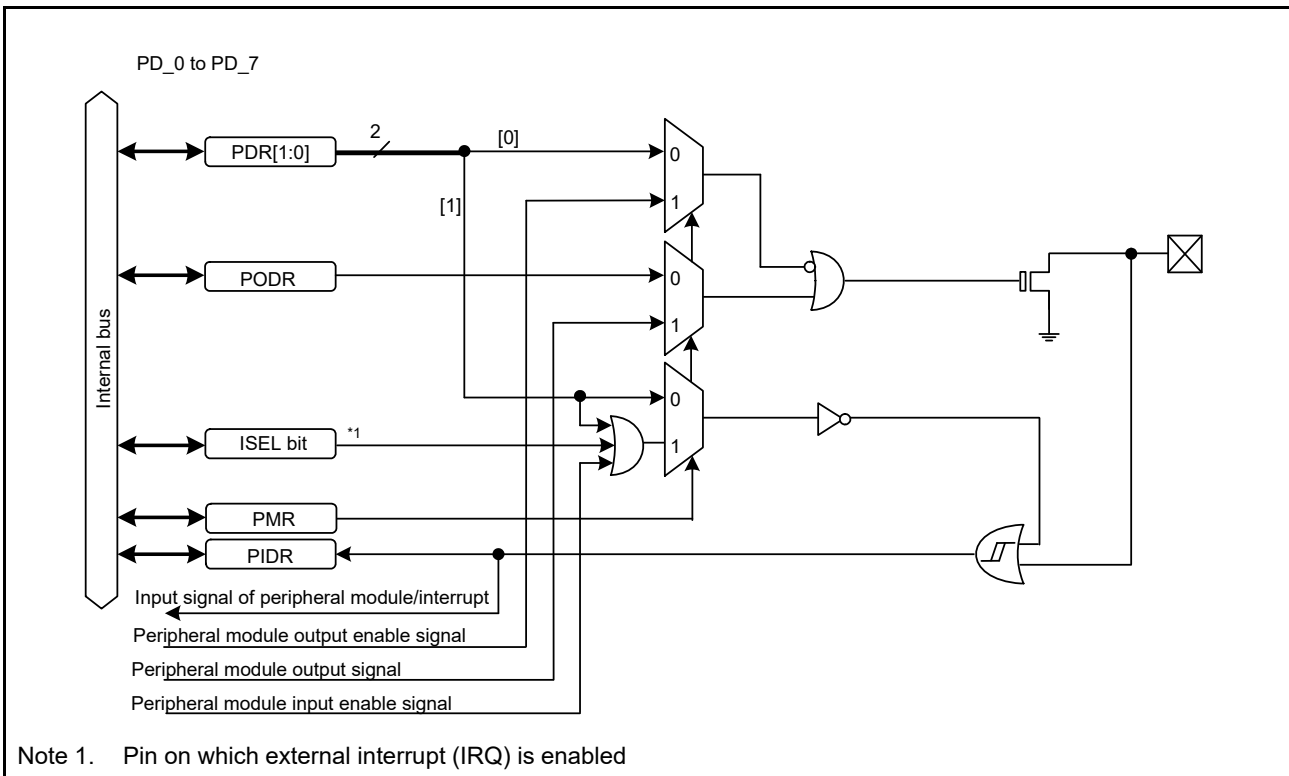 PD_0 to PD_7
Internal bus
PDR[1:0]
2
[0]
[1]
0
1
PODR
0
1
ISEL bit
*1
0
1
PMR
PIDR
Input signal of peripheral module/interrupt
Peripheral module output enable signal
Peripheral module output signal
Peripheral module input enable signal
Note 1. Pin on which external interrupt (IRQ) is enabled